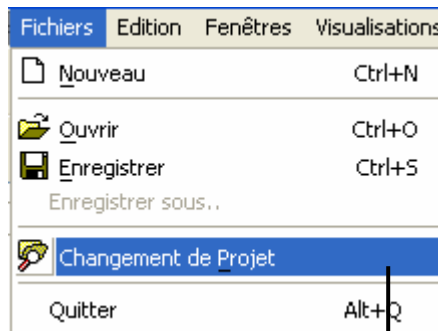 Fichiers Edition Fenêtres Visualisations
Nouveau Ctrl+N
Ouvrir Ctrl+O
Enregistrer Ctrl+S
Enregistrer sous..
Changement de Projet
Quitter Alt+Q